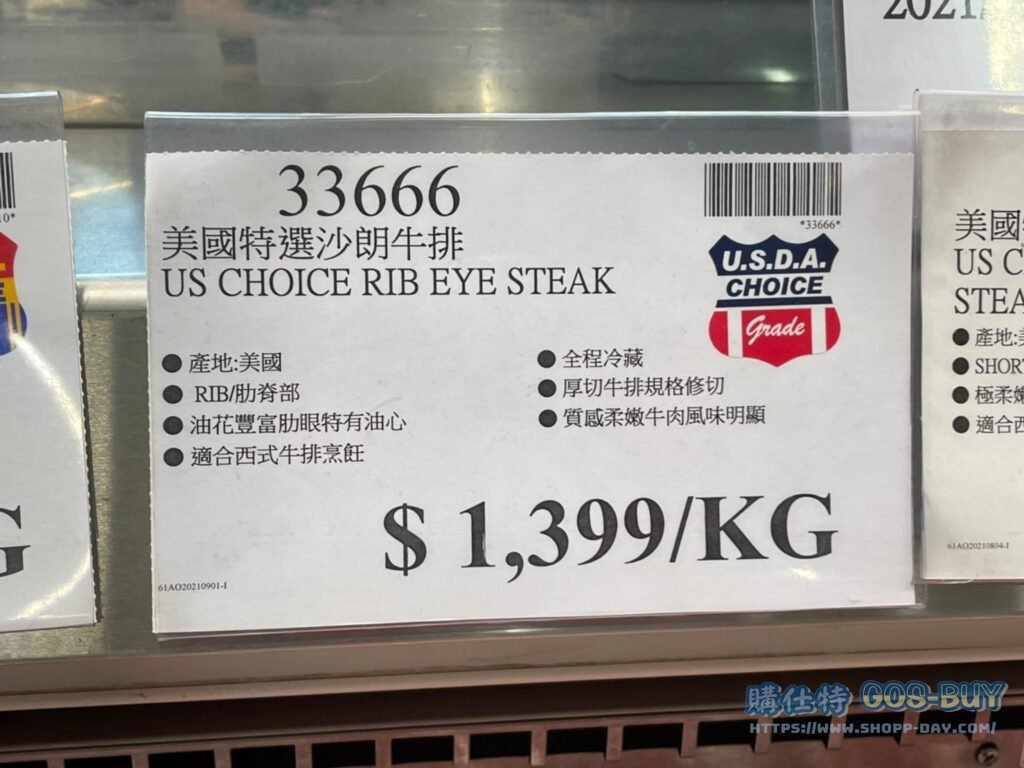 2021
33666
*33666*
美國特選沙朗牛排
US CHOICE RIB EYE STEAK
U.S.D.A.
CHOICE
Grade
● 產地:美國
● RIB/肋脊部
● 油花豐富肋眼特有油心
● 適合西式牛排烹飪
● 全程冷藏
● 厚切牛排規格修切
● 質感柔嫩牛肉風味明顯
$ 1,399/KG
61AO20210901-I
美國
US C
STEA
● 產地:
● SHOR
● 極柔嫩
● 適合西
61AO20210804-I
G
購仕特 GOS-BUY
HTTPS://WWW.SHOPP-DAY.COM/